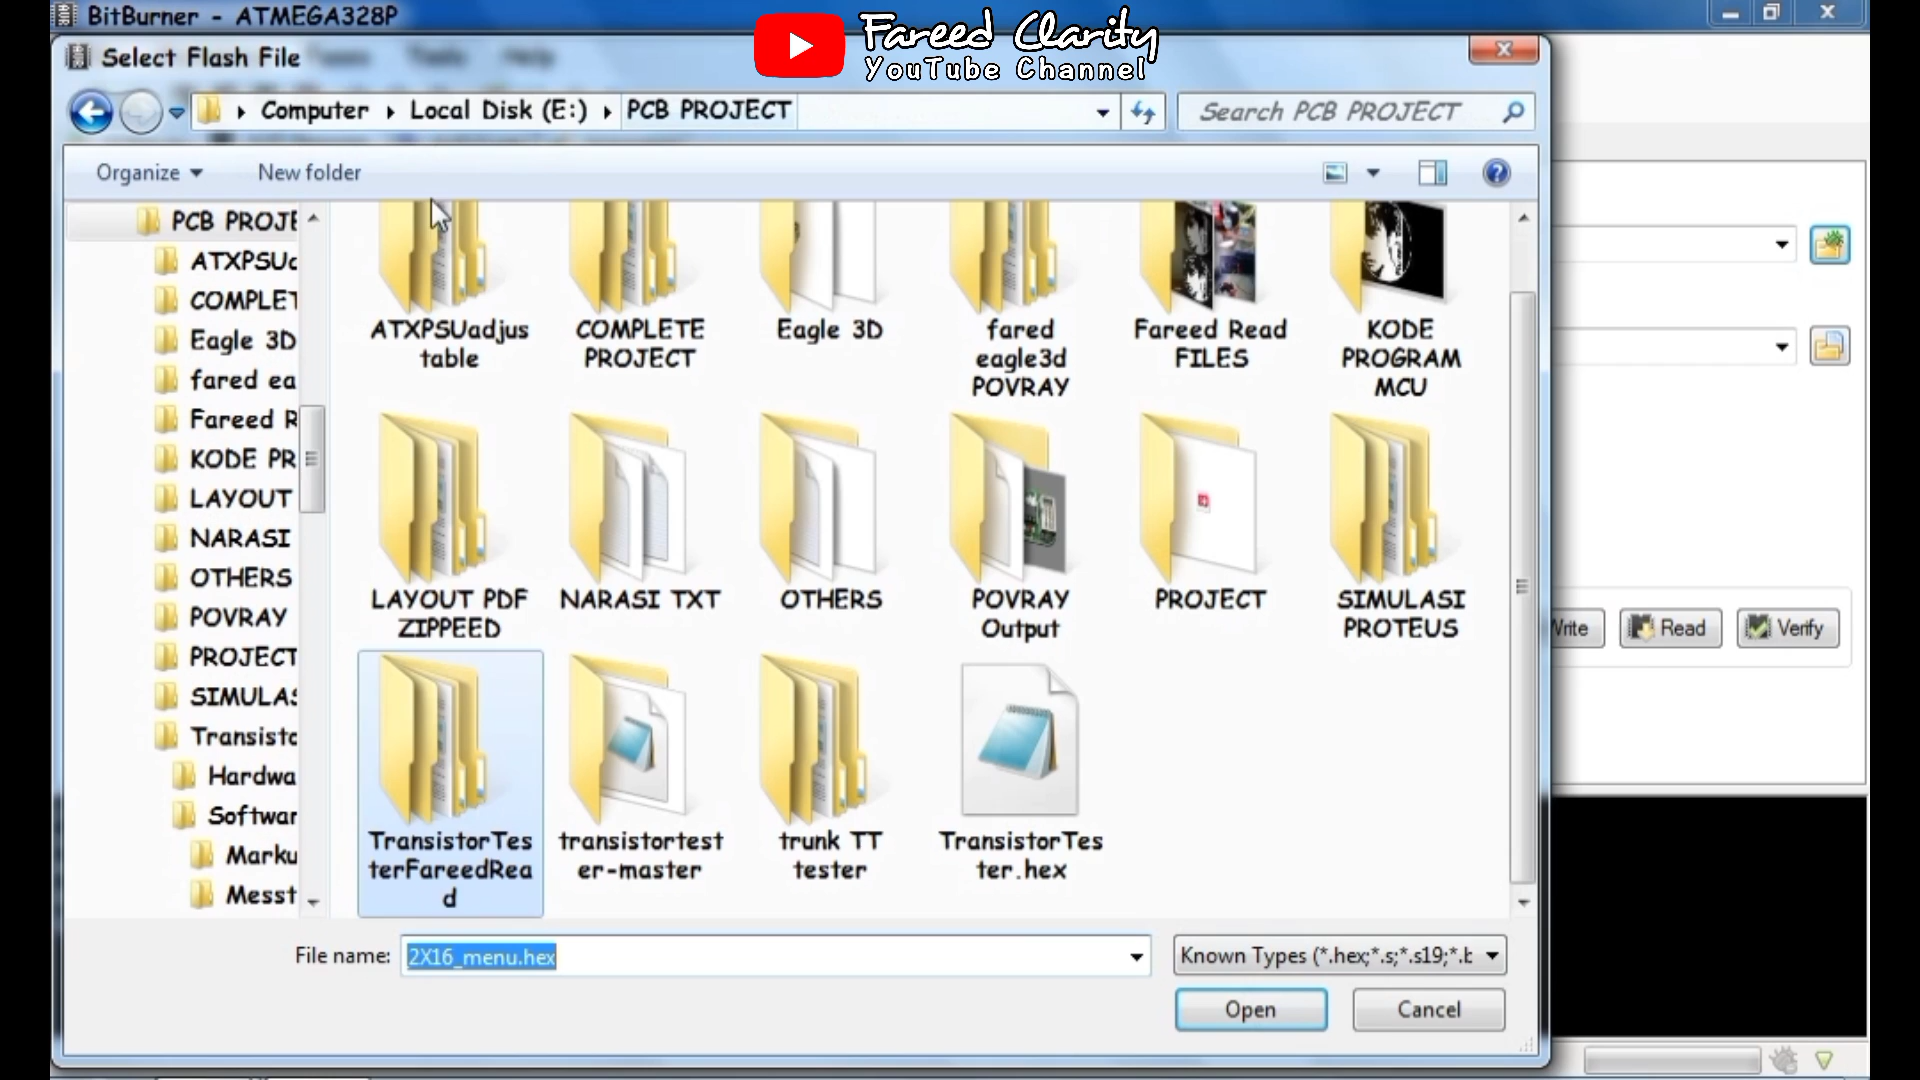 BitBurner - ATMEGA328P
Fareed Clarity
YouTube Channel
Select Flash File
Tools Help
Computer Local Disk (E:) PCB PROJECT
Search PCB PROJECT
Organize New folder
PCB PROJE
ATXPSUa
COMPLET
Eagle 3D
fared ea
Fareed R
KODE PR
LAYOUT
NARASI
OTHERS
POVRAY
PROJECT
SIMULAS
Transisto
Hardwa
Softwar
Marku
Messt
ATXPSUadjus
table
COMPLETE
PROJECT
Eagle 3D
fared
eagle3d
POVRAY
Fareed Read
FILES
KODE
PROGRAM
MCU
LAYOUT PDF
ZIPPEED
NARASI TXT
OTHERS
POVRAY
Output
PROJECT
SIMULASI
PROTEUS
TransistorTes
terFareedRea
d
transistortest
er-master
trunk TT
tester
TransistorTes
ter.hex
Write Read Verify
File name: 2X16_menu.hex
Known Types (*.hex;*.s;*.s19;*.b
Open Cancel